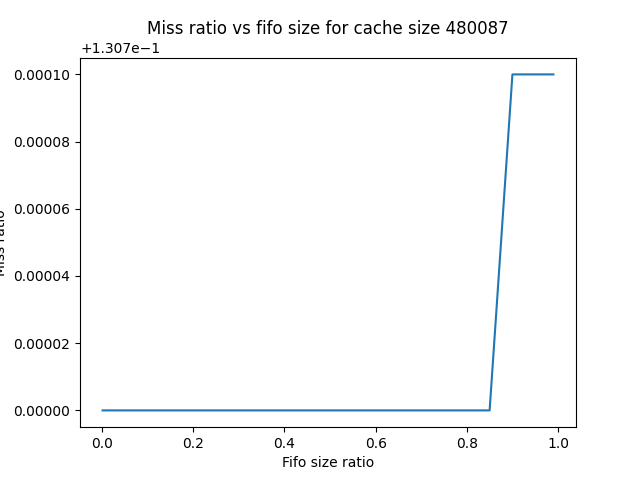 Miss ratio vs fifo size for cache size 480087
+1.307e−1
0.00010
0.00008
0.00006
0.00004
0.00002
0.00000
Miss ratio
0.0 0.2 0.4 0.6 0.8 1.0
Fifo size ratio